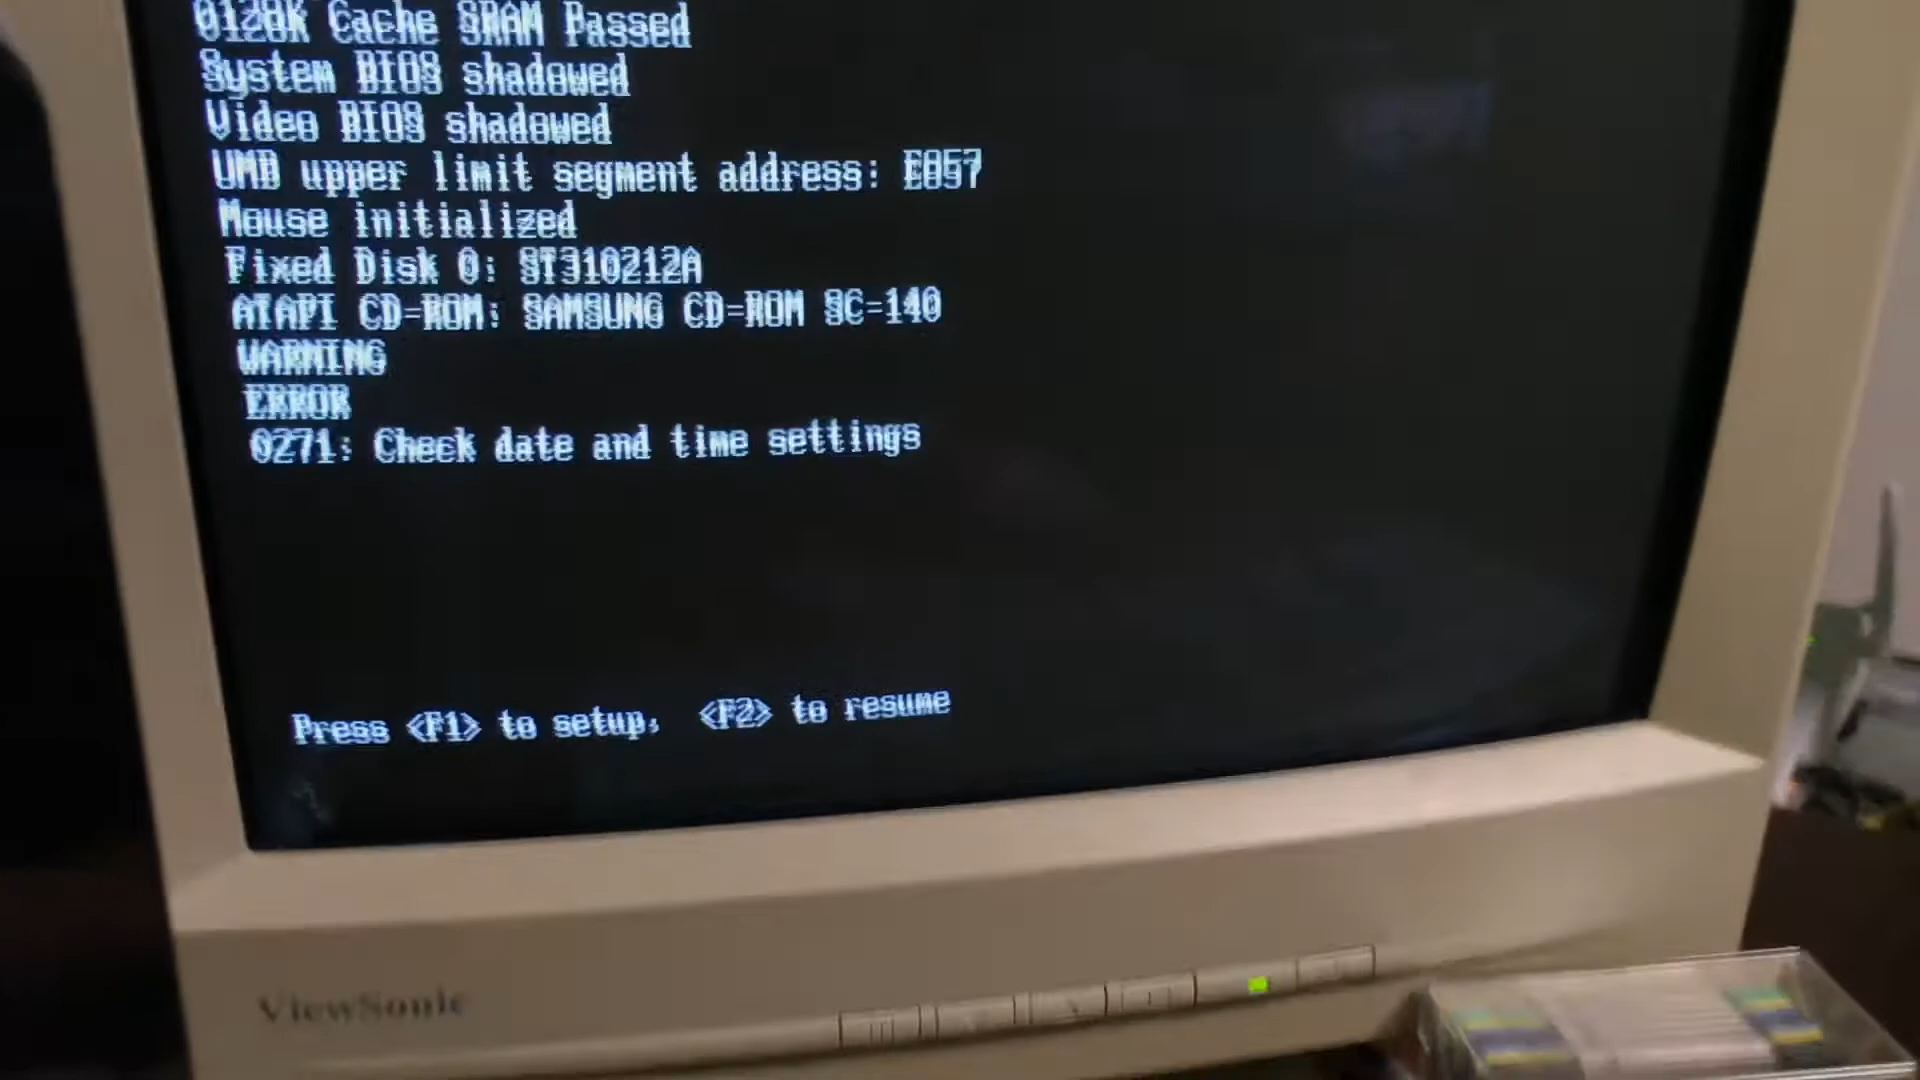 0128K Cache SRAM Passed
System BIOS shadowed
Video BIOS shadowed
UMB upper limit segment address: E057
Mouse initialized
Fixed Disk 0: ST310212A
ATAPI CD-ROM: SAMSUNG CD-ROM SC-140
WARNING
ERROR
0271: Check date and time settings
Press <F1> to setup, <F2> to resume
ViewSonic